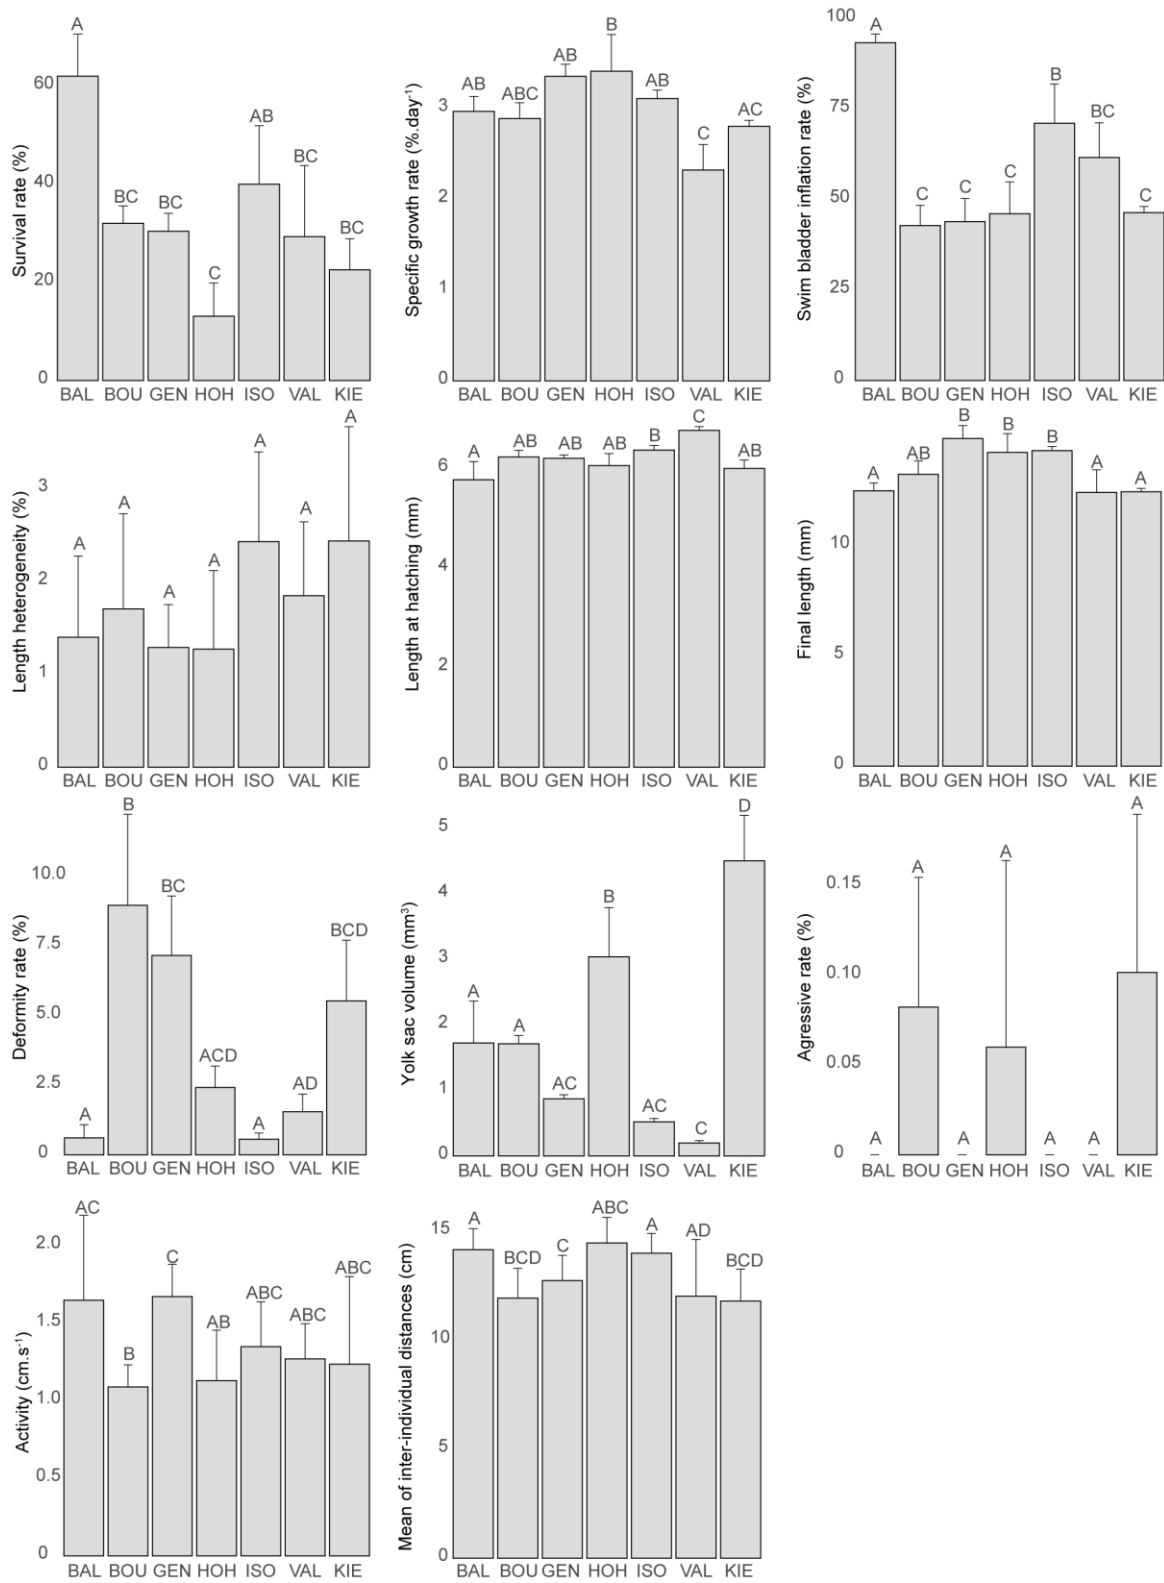 Survival rate (%)
60
40
20
0
A
BC
BC
C
AB
BC
BC
BAL BOU GEN HOH ISO VAL KIE
Specific growth rate (%.day⁻¹)
3
2
1
0
AB
ABC
AB
B
AB
C
AC
BAL BOU GEN HOH ISO VAL KIE
Swim bladder inflation rate (%)
100
75
50
25
0
A
C
C
C
B
BC
C
BAL BOU GEN HOH ISO VAL KIE
Length heterogeneity (%)
3
2
1
0
A
A
A
A
A
A
A
BAL BOU GEN HOH ISO VAL KIE
Length at hatching (mm)
6
4
2
0
A
AB
AB
AB
B
C
AB
BAL BOU GEN HOH ISO VAL KIE
Final length (mm)
10
5
0
A
AB
B
B
B
A
A
BAL BOU GEN HOH ISO VAL KIE
Deformity rate (%)
10.0
7.5
5.0
2.5
0
A
B
BC
ACD
A
AD
BCD
BAL BOU GEN HOH ISO VAL KIE
Yolk sac volume (mm³)
5
4
3
2
1
0
A
A
AC
B
AC
C
D
BAL BOU GEN HOH ISO VAL KIE
Agressive rate (%)
0.15
0.10
0.05
0
A
A
A
A
A
A
A
BAL BOU GEN HOH ISO VAL KIE
Activity (cm.s⁻¹)
2.0
1.5
1.0
0.5
0
AC
B
C
AB
ABC
ABC
ABC
BAL BOU GEN HOH ISO VAL KIE
Mean of inter-individual distances (cm)
15
10
5
0
A
BCD
C
ABC
A
AD
BCD
BAL BOU GEN HOH ISO VAL KIE